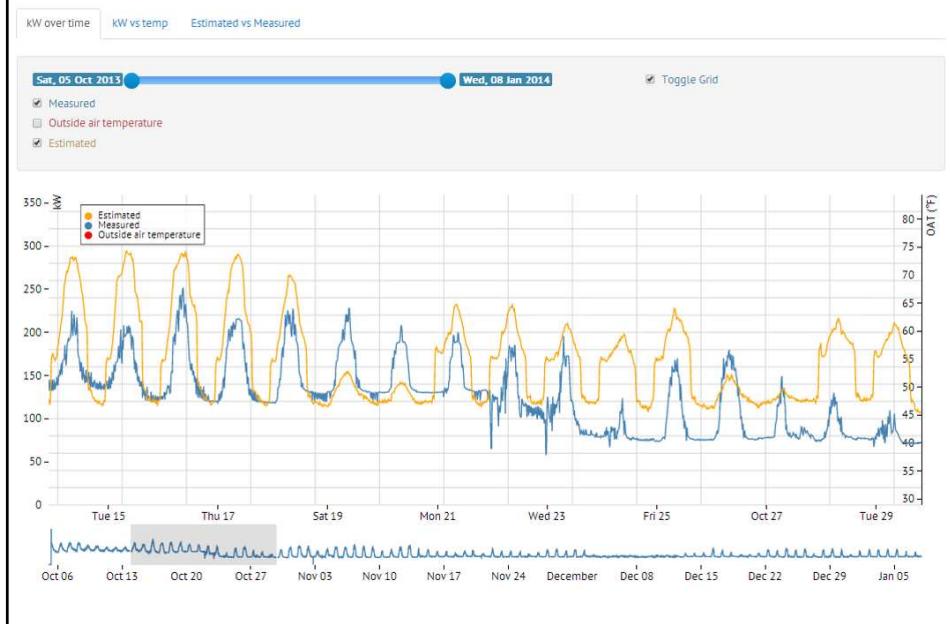 kW over time kW vs temp Estimated vs Measured
Sat, 05 Oct 2013 Wed, 08 Jan 2014 Toggle Grid
Measured
Outside air temperature
Estimated
350
kW
Estimated
Measured
Outside air temperature
300
250
200
150
100
50
0
80
75
70
65
60
55
50
45
40
35
30
OAT (°F)
Tue 15 Thu 17 Sat 19 Mon 21 Wed 23 Fri 25 Oct 27 Tue 29
Oct 06 Oct 13 Oct 20 Oct 27 Nov 03 Nov 10 Nov 17 Nov 24 December Dec 08 Dec 15 Dec 22 Dec 29 Jan 05